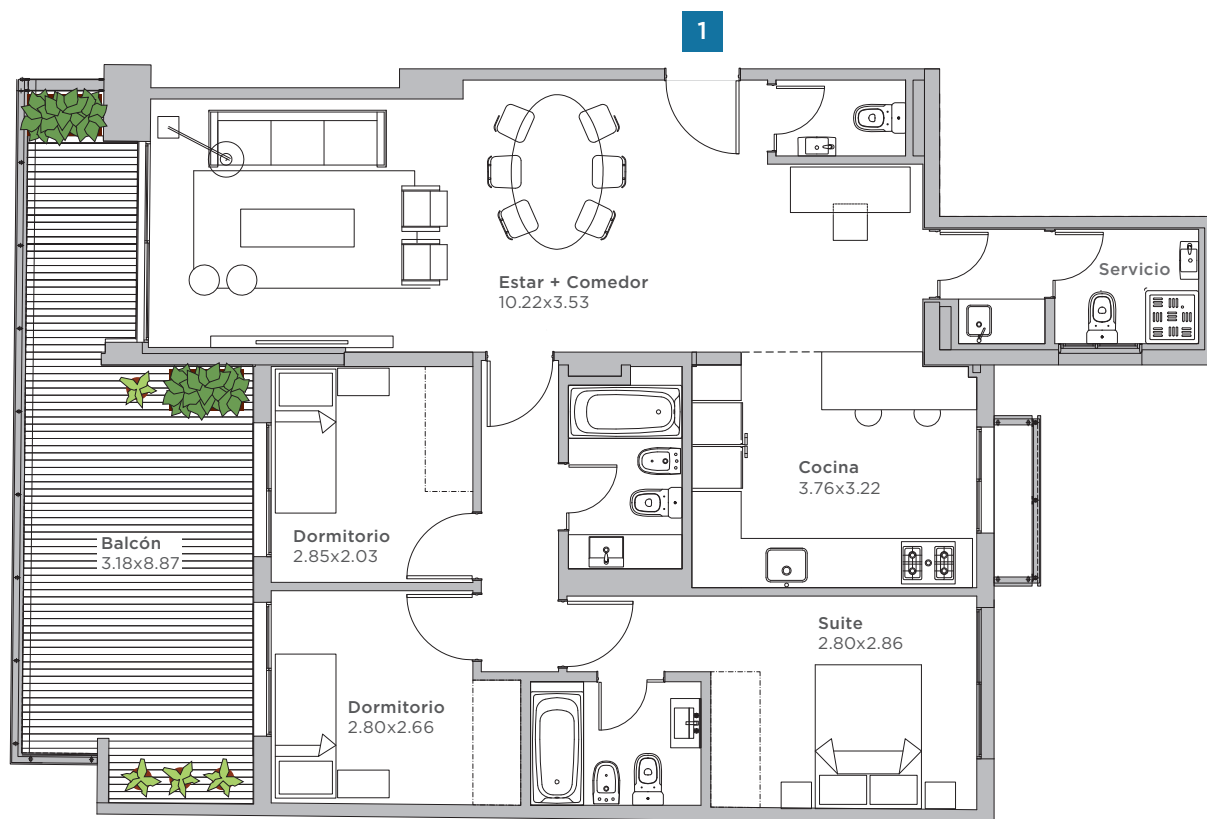 1
Estar + Comedor
10.22x3.53
Servicio
Cocina
3.76x3.22
Dormitorio
2.85x2.03
Balcón
3.18x8.87
Suite
2.80x2.86
Dormitorio
2.80x2.66